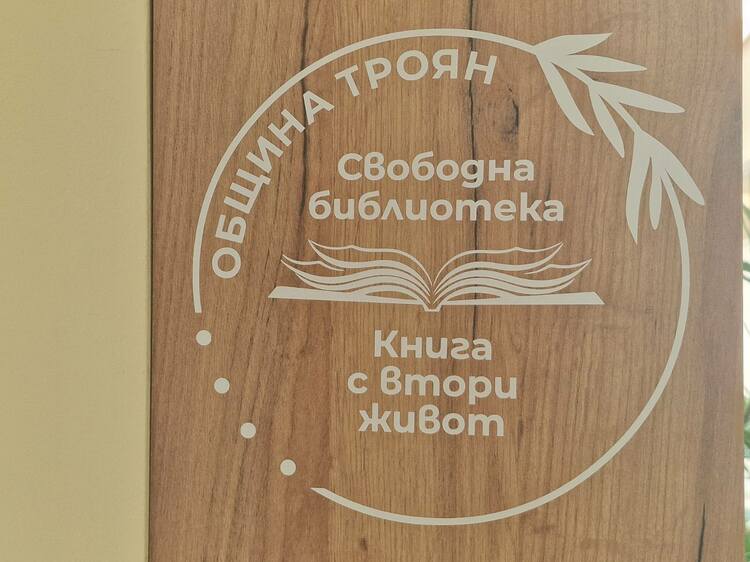 ОБЩИНА ТРОЯН
Свободна
библиотека
Книга
с втори
живот